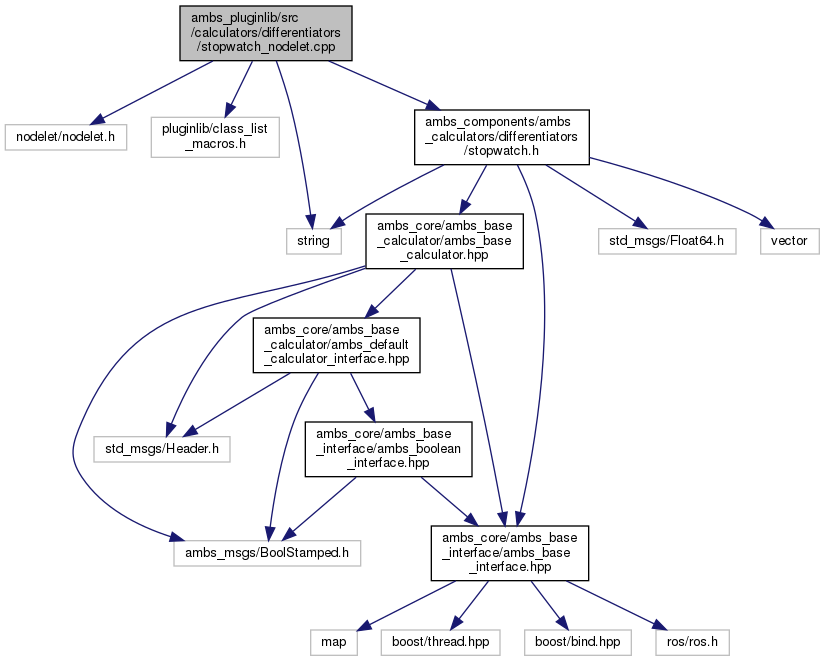 ambs_pluginlib/src
/calculators/differentiators
/stopwatch_nodelet.cpp
nodelet/nodelet.h
pluginlib/class_list
_macros.h
ambs_components/ambs
_calculators/differentiators
/stopwatch.h
string
ambs_core/ambs_base
_calculator/ambs_base
_calculator.hpp
std_msgs/Float64.h
vector
ambs_core/ambs_base
_calculator/ambs_default
_calculator_interface.hpp
std_msgs/Header.h
ambs_core/ambs_base
_interface/ambs_boolean
_interface.hpp
ambs_msgs/BoolStamped.h
ambs_core/ambs_base
_interface/ambs_base
_interface.hpp
map
boost/thread.hpp
boost/bind.hpp
ros/ros.h